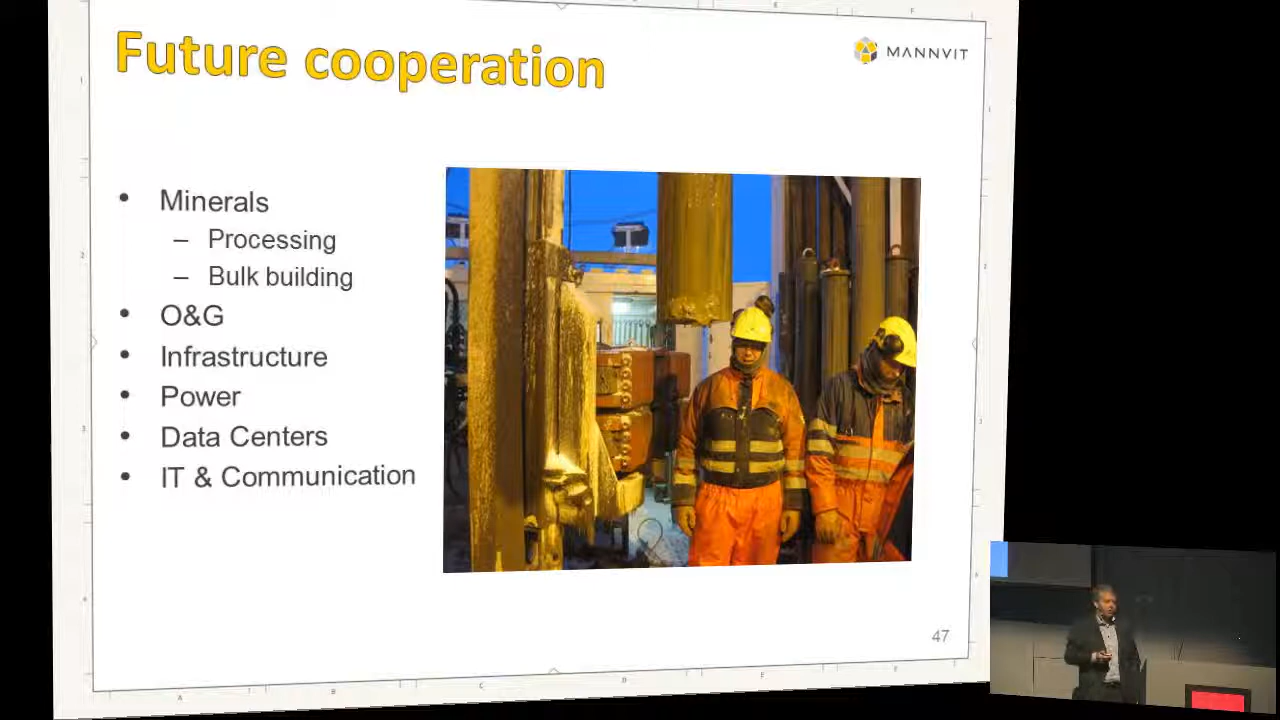 Future cooperation
MANNVIT
• Minerals
– Processing
– Bulk building
• O&G
• Infrastructure
• Power
• Data Centers
• IT & Communication
47